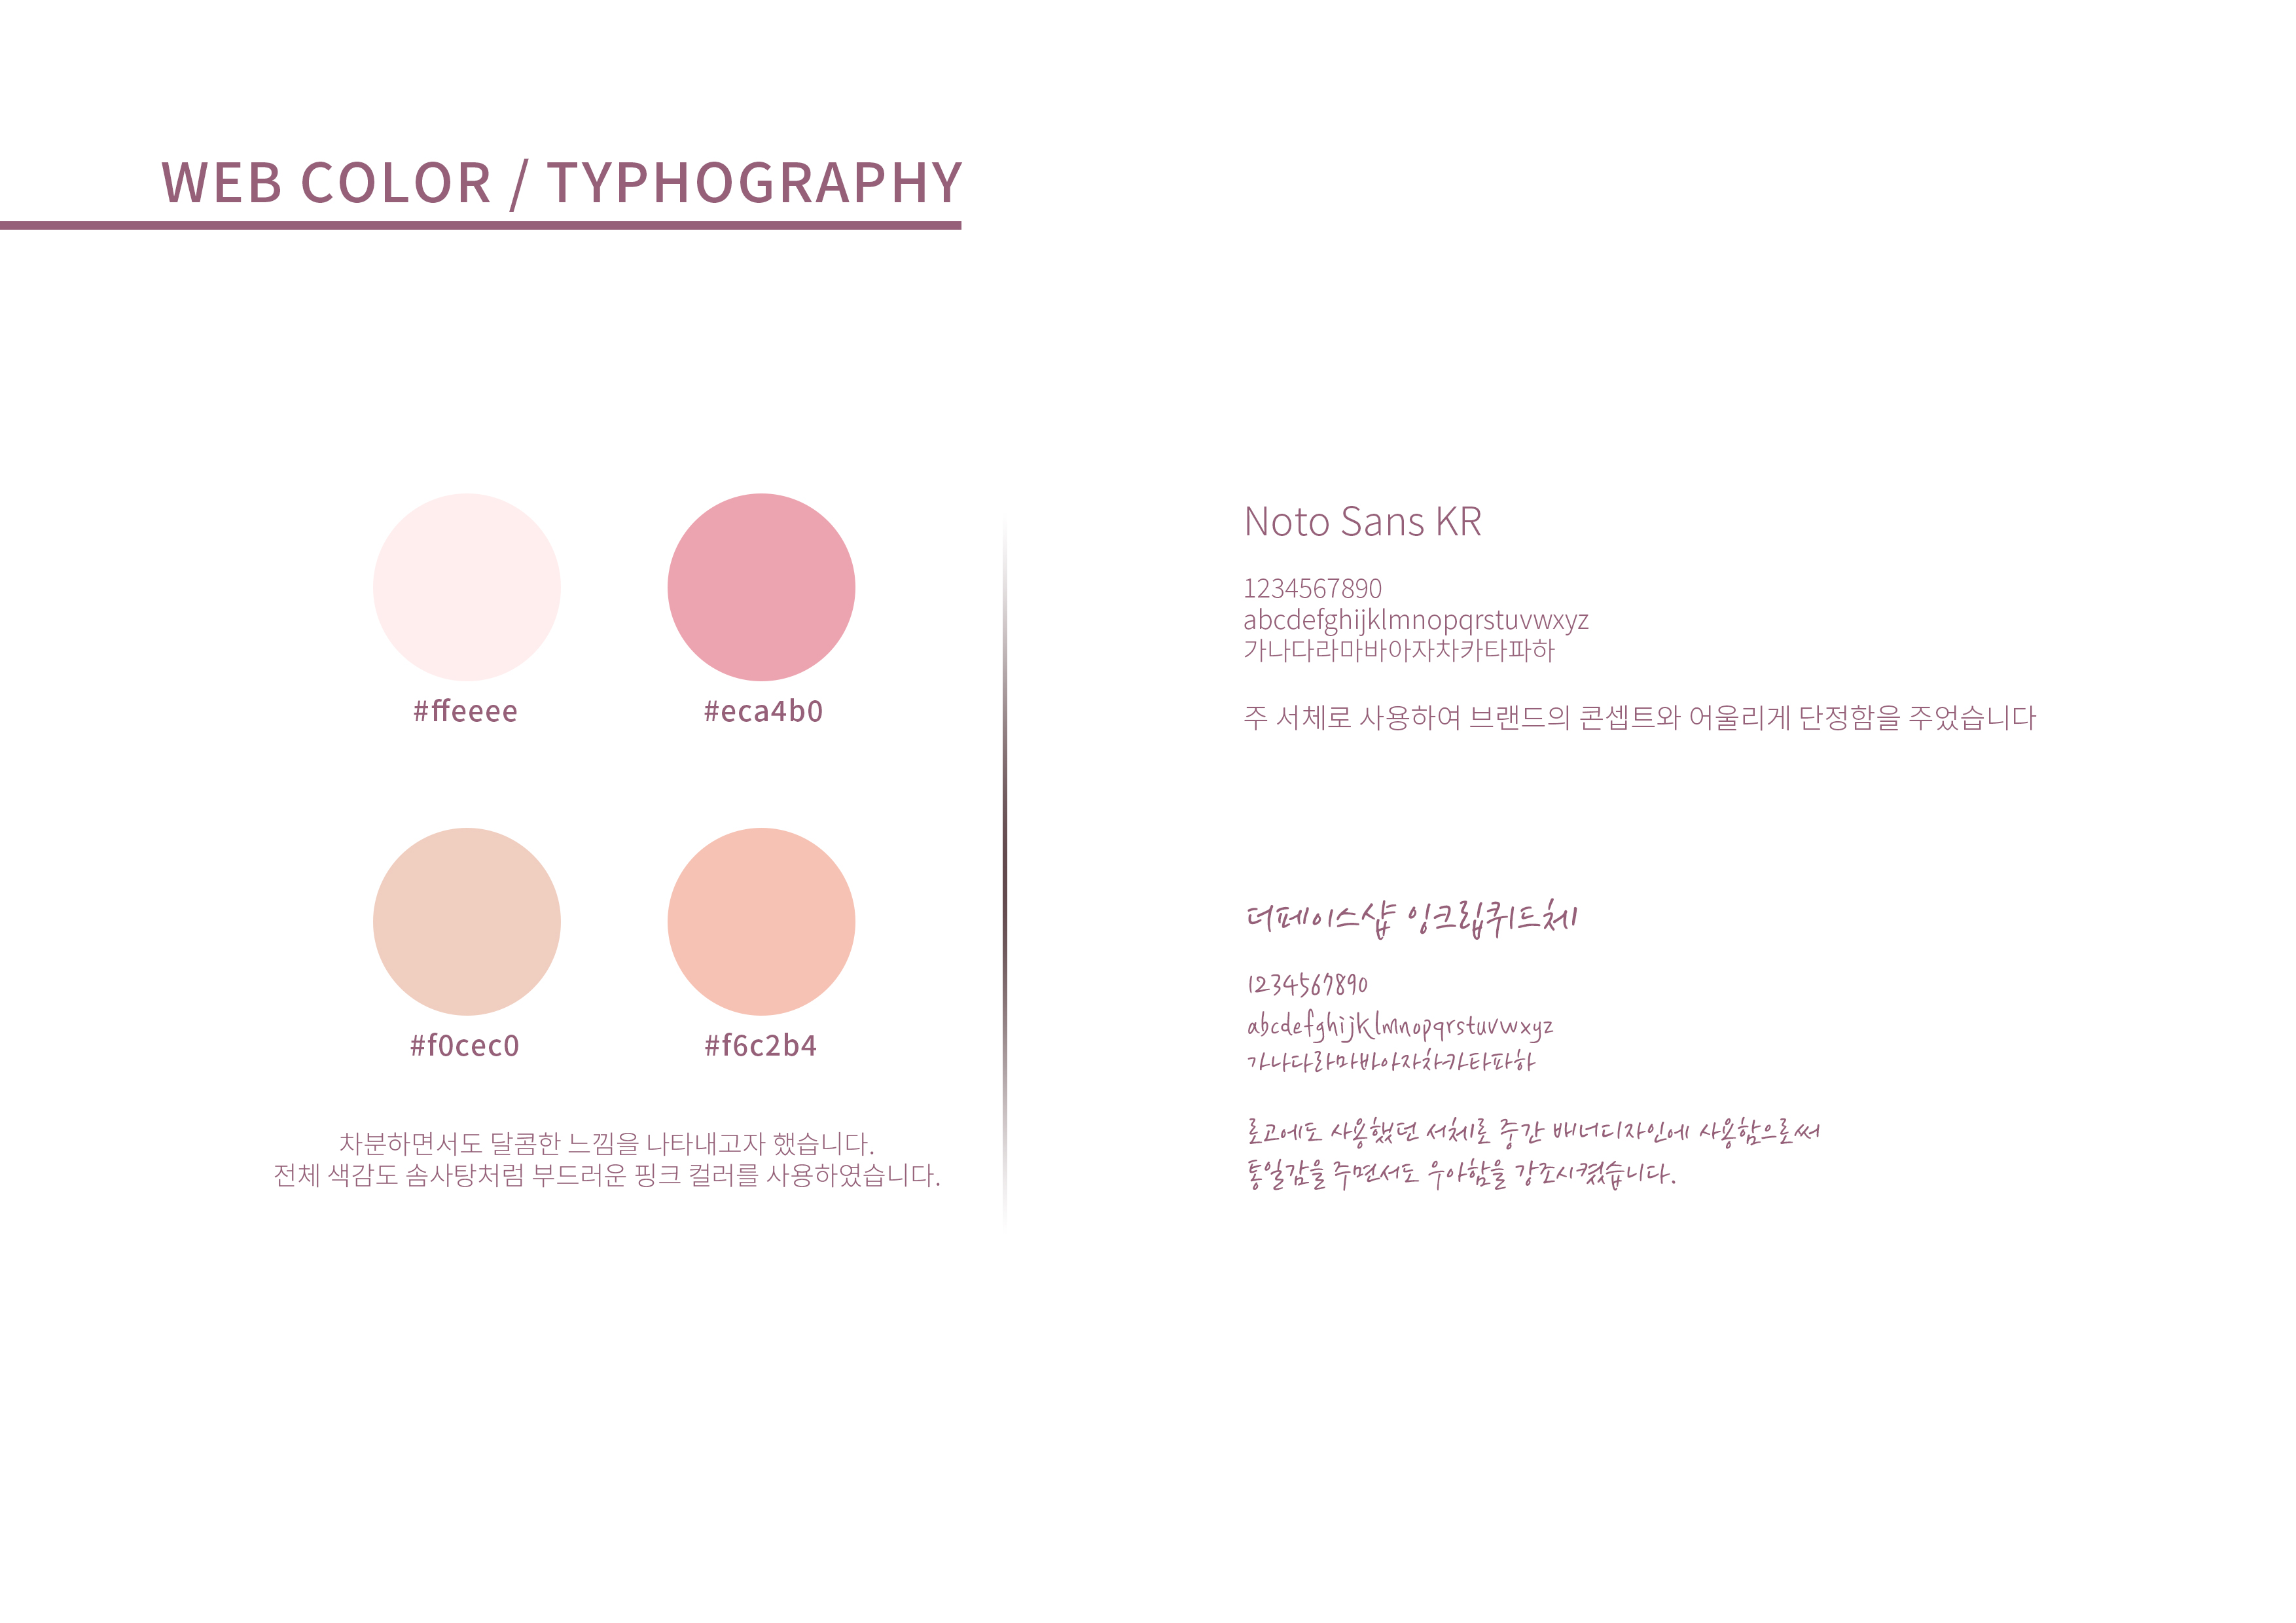 WEB COLOR / TYPHOGRAPHY
#ffeeee
#eca4b0
#f0cec0
#f6c2b4
차분하면서도 달콤한 느낌을 나타내고자 했습니다.
전체 색감도 솜사탕처럼 부드러운 핑크 컬러를 사용하였습니다.
Noto Sans KR
1234567890
abcdefghijklmnopqrstuvwxyz
가나다라마바아자차카타파하
주 서체로 사용하여 브랜드의 콘셉트와 어울리게 단정함을 주었습니다
더페이스샵 잉크립퀴드체
1234567890
abcdefghijklmnopqrstuvwxyz
가나다라마바아자차카타파하
로고에도 사용했던 서체로 중간 배너디자인에 사용함으로써
통일감을 주면서도 우아함을 강조시켰습니다.